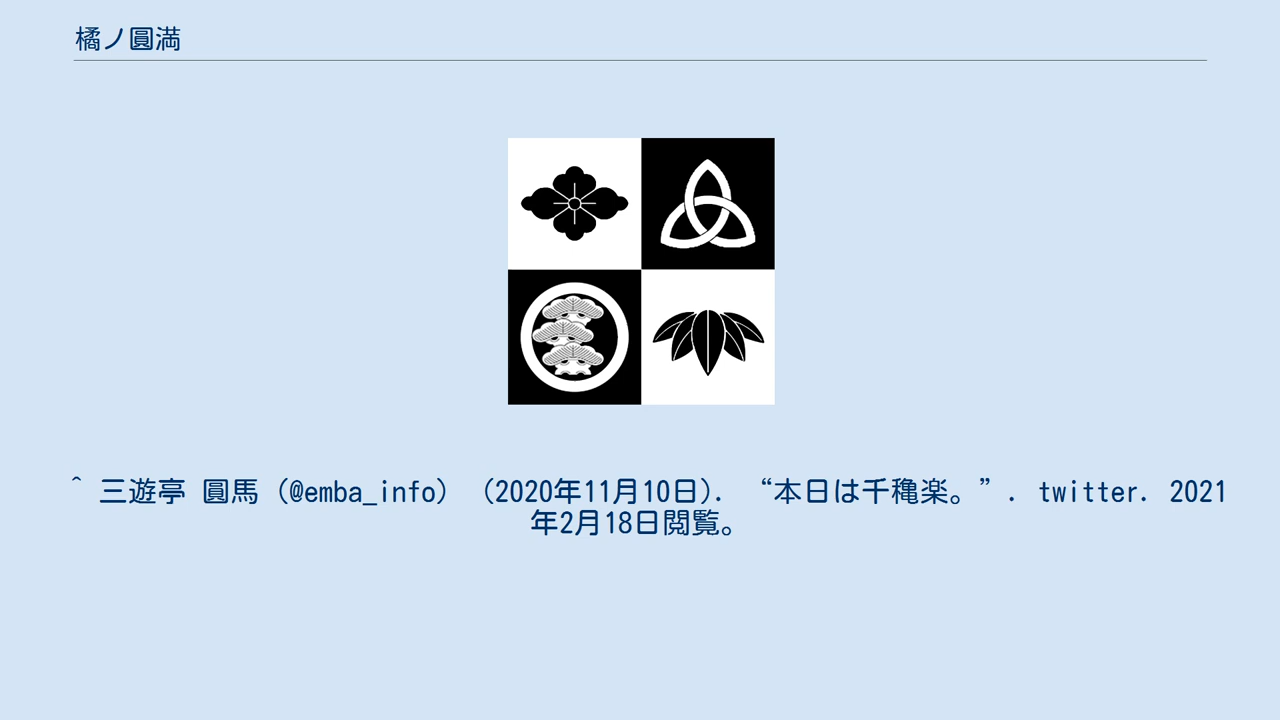 橘ノ圓満
^ 三遊亭 圓馬 (@emba_info) (2020年11月10日). “本日は千穐楽。”. twitter. 2021
年2月18日閲覧。